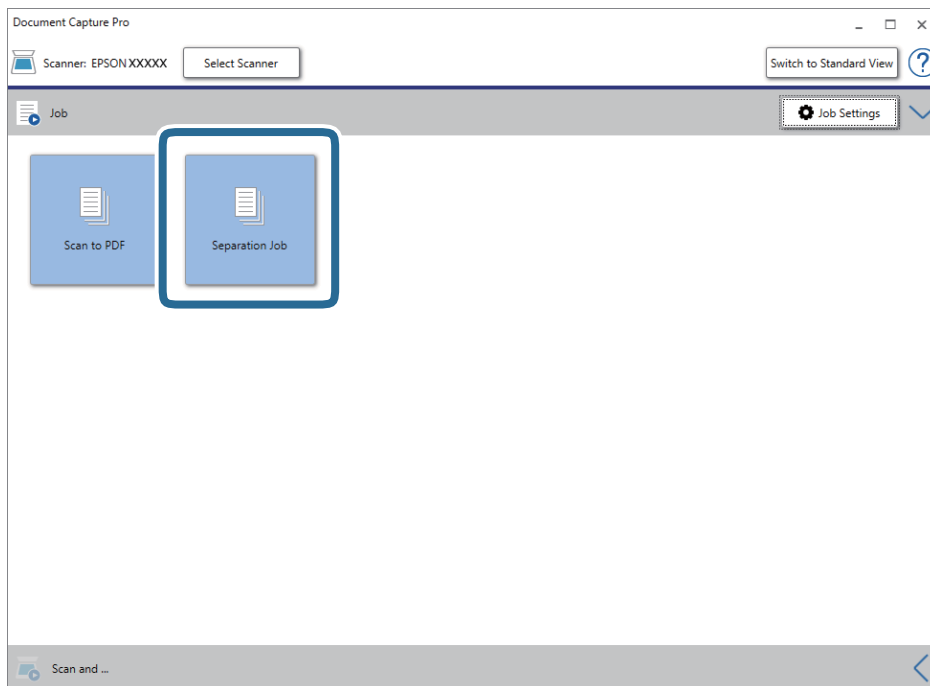 Document Capture Pro
Scanner: EPSON XXXXX
Select Scanner
Switch to Standard View
?
Job
Job Settings
Scan to PDF
Separation Job
Scan and ...